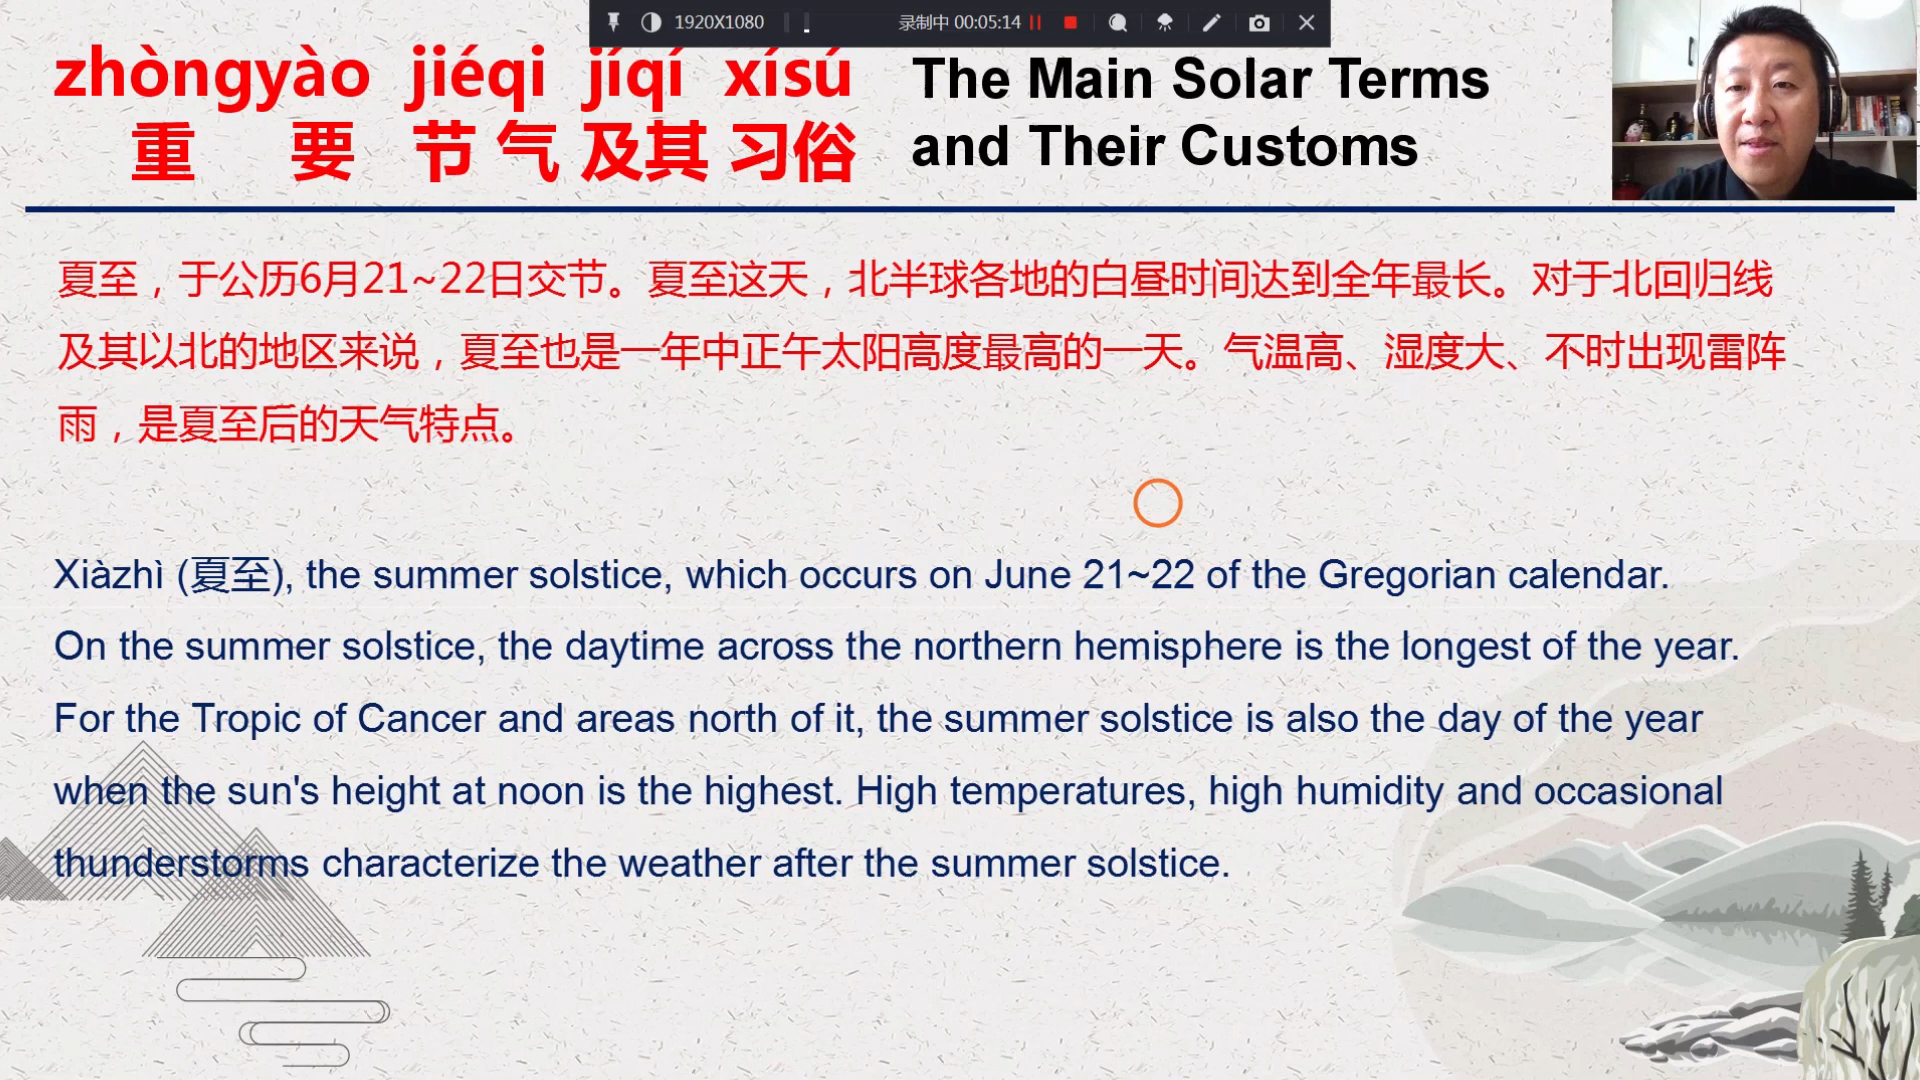 1920X1080 录制中 00:05:14
zhòngyào jiéqi jíqí xísú
重要节气及其习俗
The Main Solar Terms
and Their Customs
夏至，于公历6月21~22日交节。夏至这天，北半球各地的白昼时间达到全年最长。对于北回归线
及其以北的地区来说，夏至也是一年中正午太阳高度最高的一天。气温高、湿度大、不时出现雷阵
雨，是夏至后的天气特点。
Xiàzhì (夏至), the summer solstice, which occurs on June 21~22 of the Gregorian calendar.
On the summer solstice, the daytime across the northern hemisphere is the longest of the year.
For the Tropic of Cancer and areas north of it, the summer solstice is also the day of the year
when the sun's height at noon is the highest. High temperatures, high humidity and occasional
thunderstorms characterize the weather after the summer solstice.